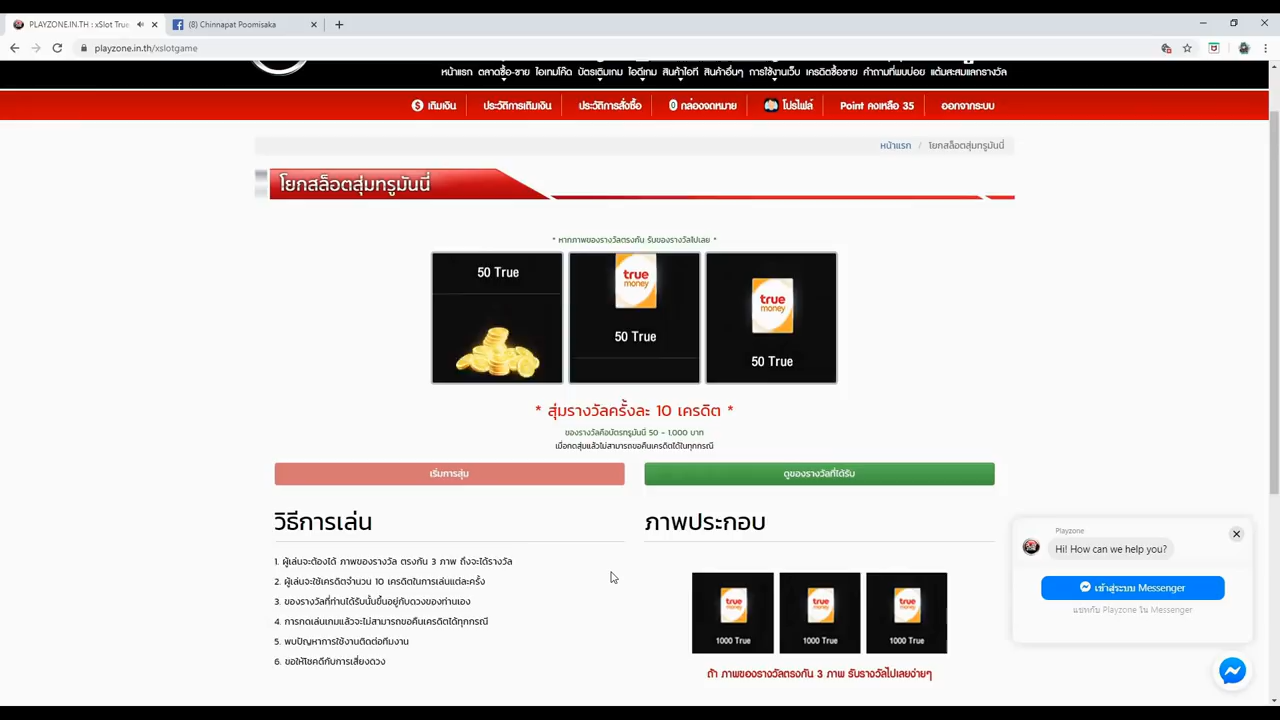 PLAYZONE.IN.TH : xSlot True
(8) Chinnapat Poomisaka
playzone.in.th/xslotgame
หน้าแรก ตลาดซื้อ-ขาย ไอเทมโค๊ด บัตรเติมเกม ไอดีเกม สินค้าไอที สินค้าอื่นๆ การใช้งานเว็บ เครดิตซื้อขาย คำถามที่พบบ่อย แต้มสะสมแลกรางวัล
เติมเงิน ประวัติการเติมเงิน ประวัติการสั่งซื้อ 0 กล่องจดหมาย โปรไฟล์ Point คงเหลือ 35 ออกจากระบบ
หน้าแรก / โยกสล็อตสุ่มทรูมันนี่
โยกสล็อตสุ่มทรูมันนี่
* หากภาพของรางวัลตรงกัน รับของรางวัลไปเลย *
50 True
true money
50 True
true money
50 True
* สุ่มรางวัลครั้งละ 10 เครดิต *
ของรางวัลคือบัตรทรูมันนี่ 50 - 1,000 บาท
เมื่อกดสุ่มแล้วไม่สามารถขอคืนเครดิตได้ในทุกกรณี
เริ่มการสุ่ม
ดูของรางวัลที่ได้รับ
วิธีการเล่น
1. ผู้เล่นจะต้องได้ ภาพของรางวัล ตรงกัน 3 ภาพ ถึงจะได้รางวัล
2. ผู้เล่นจะใช้เครดิตจำนวน 10 เครดิตในการเล่นแต่ละครั้ง
3. ของรางวัลที่ท่านได้รับนั้นขึ้นอยู่กับดวงของท่านเอง
4. การกดเล่นเกมแล้วจะไม่สามารถขอคืนเครดิตได้ทุกกรณี
5. พบปัญหาการใช้งานติดต่อทีมงาน
6. ขอให้โชคดีกับการเสี่ยงดวง
ภาพประกอบ
true money
true money
true money
1000 True
1000 True
1000 True
ถ้า ภาพของรางวัลตรงกัน 3 ภาพ รับรางวัลไปเลยง่ายๆ
Playzone
Hi! How can we help you?
เข้าสู่ระบบ Messenger
แชทกับ Playzone ใน Messenger